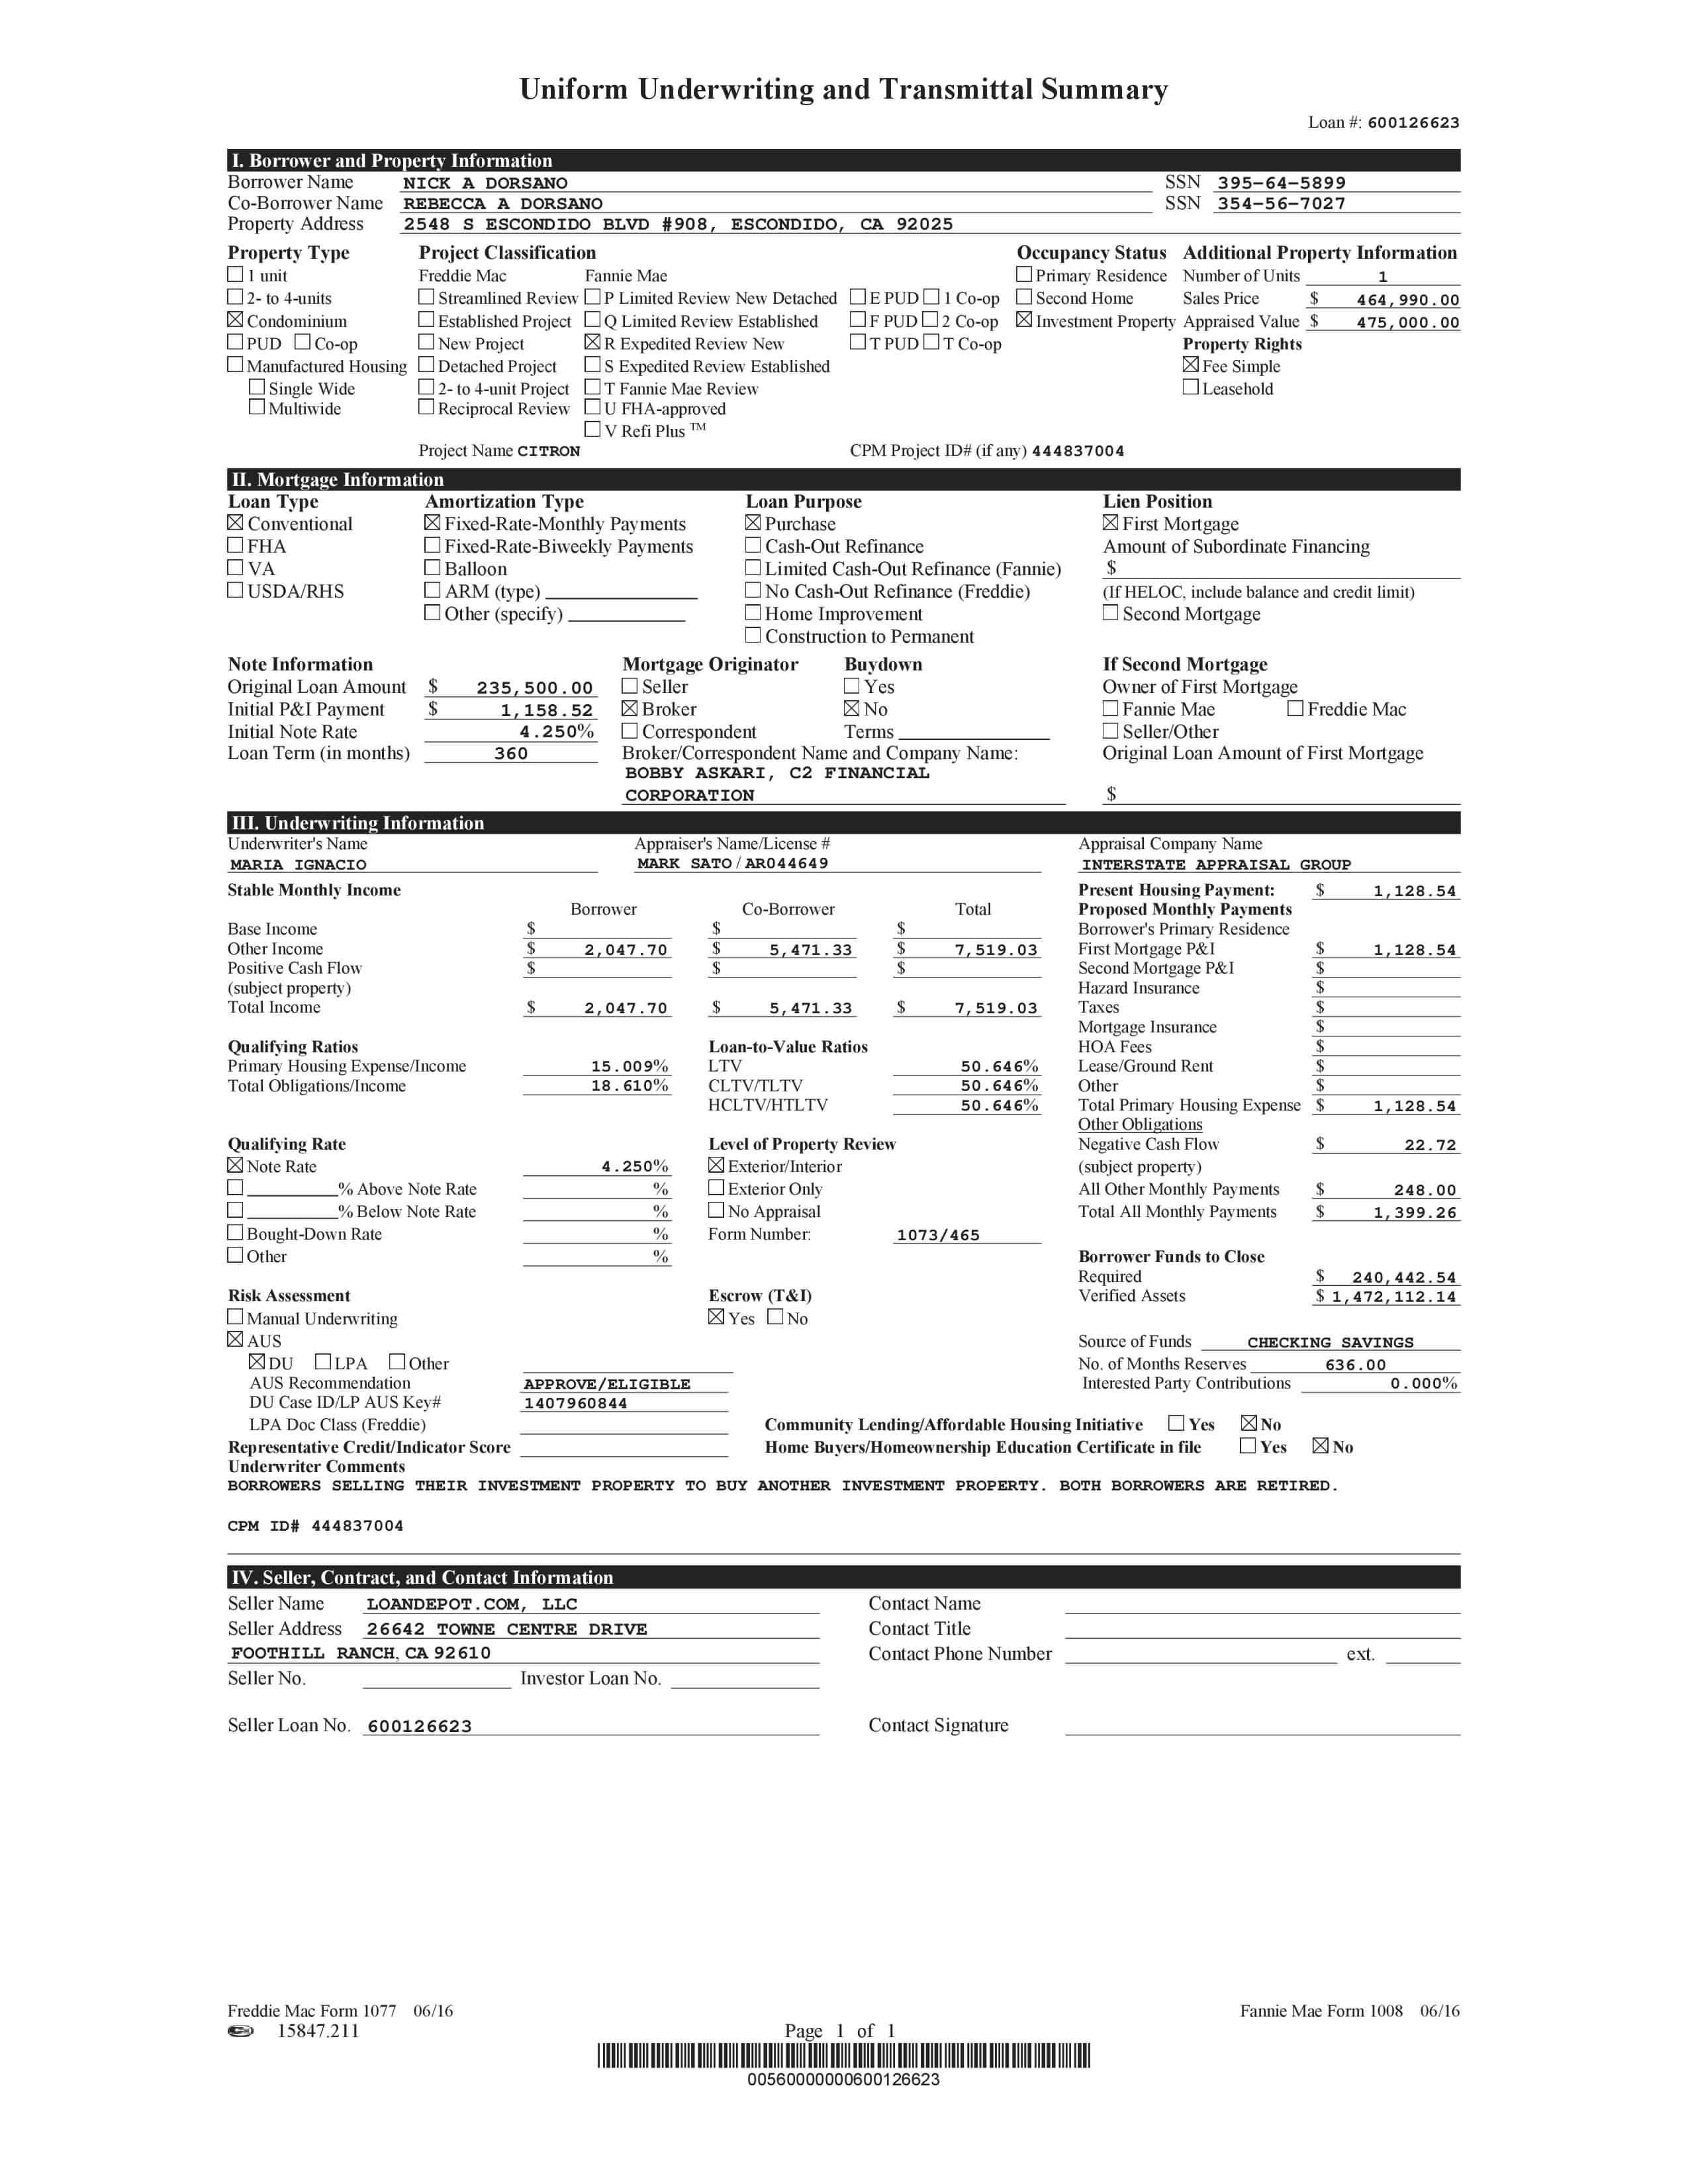 Uniform Underwriting and Transmittal Summary
Loan #: 600126623
I. Borrower and Property Information
Borrower Name NICK A DORSANO SSN 395-64-5899
Co-Borrower Name REBECCA A DORSANO SSN 354-56-7027
Property Address 2548 S ESCONDIDO BLVD #908, ESCONDIDO, CA 92025
Property Type Project Classification Occupancy Status Additional Property Information
☐ 1 unit Freddie Mac Fannie Mae ☐ Primary Residence Number of Units 1
☐ 2- to 4-units ☐ Streamlined Review ☐ P Limited Review New Detached ☐ E PUD ☐ 1 Co-op ☐ Second Home Sales Price $ 464,990.00
☒ Condominium ☐ Established Project ☐ Q Limited Review Established ☐ F PUD ☐ 2 Co-op ☒ Investment Property Appraised Value $ 475,000.00
☐ PUD ☐ Co-op ☐ New Project ☒ R Expedited Review New ☐ T PUD ☐ T Co-op Property Rights
☐ Manufactured Housing ☐ Detached Project ☐ S Expedited Review Established ☒ Fee Simple
☐ Single Wide ☐ 2- to 4-unit Project ☐ T Fannie Mae Review ☐ Leasehold
☐ Multiwide ☐ Reciprocal Review ☐ U FHA-approved
☐ V Refi Plus ™
Project Name CITRON CPM Project ID# (if any) 444837004
II. Mortgage Information
Loan Type Amortization Type Loan Purpose Lien Position
☒ Conventional ☒ Fixed-Rate-Monthly Payments ☒ Purchase ☒ First Mortgage
☐ FHA ☐ Fixed-Rate-Biweekly Payments ☐ Cash-Out Refinance Amount of Subordinate Financing
☐ VA ☐ Balloon ☐ Limited Cash-Out Refinance (Fannie) $
☐ USDA/RHS ☐ ARM (type) ☐ No Cash-Out Refinance (Freddie) (If HELOC, include balance and credit limit)
☐ Other (specify) ☐ Home Improvement ☐ Second Mortgage
☐ Construction to Permanent
Note Information Mortgage Originator Buydown If Second Mortgage
Original Loan Amount $ 235,500.00 ☐ Seller ☐ Yes Owner of First Mortgage
Initial P&I Payment $ 1,158.52 ☒ Broker ☒ No ☐ Fannie Mae ☐ Freddie Mac
Initial Note Rate 4.250% ☐ Correspondent Terms ☐ Seller/Other
Loan Term (in months) 360 Broker/Correspondent Name and Company Name: Original Loan Amount of First Mortgage
BOBBY ASKARI, C2 FINANCIAL
CORPORATION $
III. Underwriting Information
Underwriter's Name Appraiser's Name/License # Appraisal Company Name
MARIA IGNACIO MARK SATO / AR044649 INTERSTATE APPRAISAL GROUP
Stable Monthly Income Present Housing Payment: $ 1,128.54
Borrower Co-Borrower Total Proposed Monthly Payments
Base Income $ $ $ Borrower's Primary Residence
Other Income $ 2,047.70 $ 5,471.33 $ 7,519.03 First Mortgage P&I $ 1,128.54
Positive Cash Flow $ $ $ Second Mortgage P&I $
(subject property) Hazard Insurance $
Total Income $ 2,047.70 $ 5,471.33 $ 7,519.03 Taxes $
Mortgage Insurance $
Qualifying Ratios Loan-to-Value Ratios HOA Fees $
Primary Housing Expense/Income 15.009% LTV 50.646% Lease/Ground Rent $
Total Obligations/Income 18.610% CLTV/TLTV 50.646% Other $
HCLTV/HTLTV 50.646% Total Primary Housing Expense $ 1,128.54
Other Obligations
Qualifying Rate Level of Property Review Negative Cash Flow $ 22.72
☒ Note Rate 4.250% ☒ Exterior/Interior (subject property)
☐ % Above Note Rate % ☐ Exterior Only All Other Monthly Payments $ 248.00
☐ % Below Note Rate % ☐ No Appraisal Total All Monthly Payments $ 1,399.26
☐ Bought-Down Rate % Form Number: 1073/465
☐ Other % Borrower Funds to Close
Required $ 240,442.54
Risk Assessment Escrow (T&I) Verified Assets $ 1,472,112.14
☐ Manual Underwriting ☒ Yes ☐ No
☒ AUS Source of Funds CHECKING SAVINGS
☒ DU ☐ LPA ☐ Other No. of Months Reserves 636.00
AUS Recommendation APPROVE/ELIGIBLE Interested Party Contributions 0.000%
DU Case ID/LP AUS Key# 1407960844
LPA Doc Class (Freddie) Community Lending/Affordable Housing Initiative ☐ Yes ☒ No
Representative Credit/Indicator Score Home Buyers/Homeownership Education Certificate in file ☐ Yes ☒ No
Underwriter Comments
BORROWERS SELLING THEIR INVESTMENT PROPERTY TO BUY ANOTHER INVESTMENT PROPERTY. BOTH BORROWERS ARE RETIRED.
CPM ID# 444837004
IV. Seller, Contract, and Contact Information
Seller Name LOANDEPOT.COM, LLC Contact Name
Seller Address 26642 TOWNE CENTRE DRIVE Contact Title
FOOTHILL RANCH, CA 92610 Contact Phone Number ext.
Seller No. Investor Loan No.
Seller Loan No. 600126623 Contact Signature
Freddie Mac Form 1077 06/16 Fannie Mae Form 1008 06/16
15847.211 Page 1 of 1
00560000000600126623